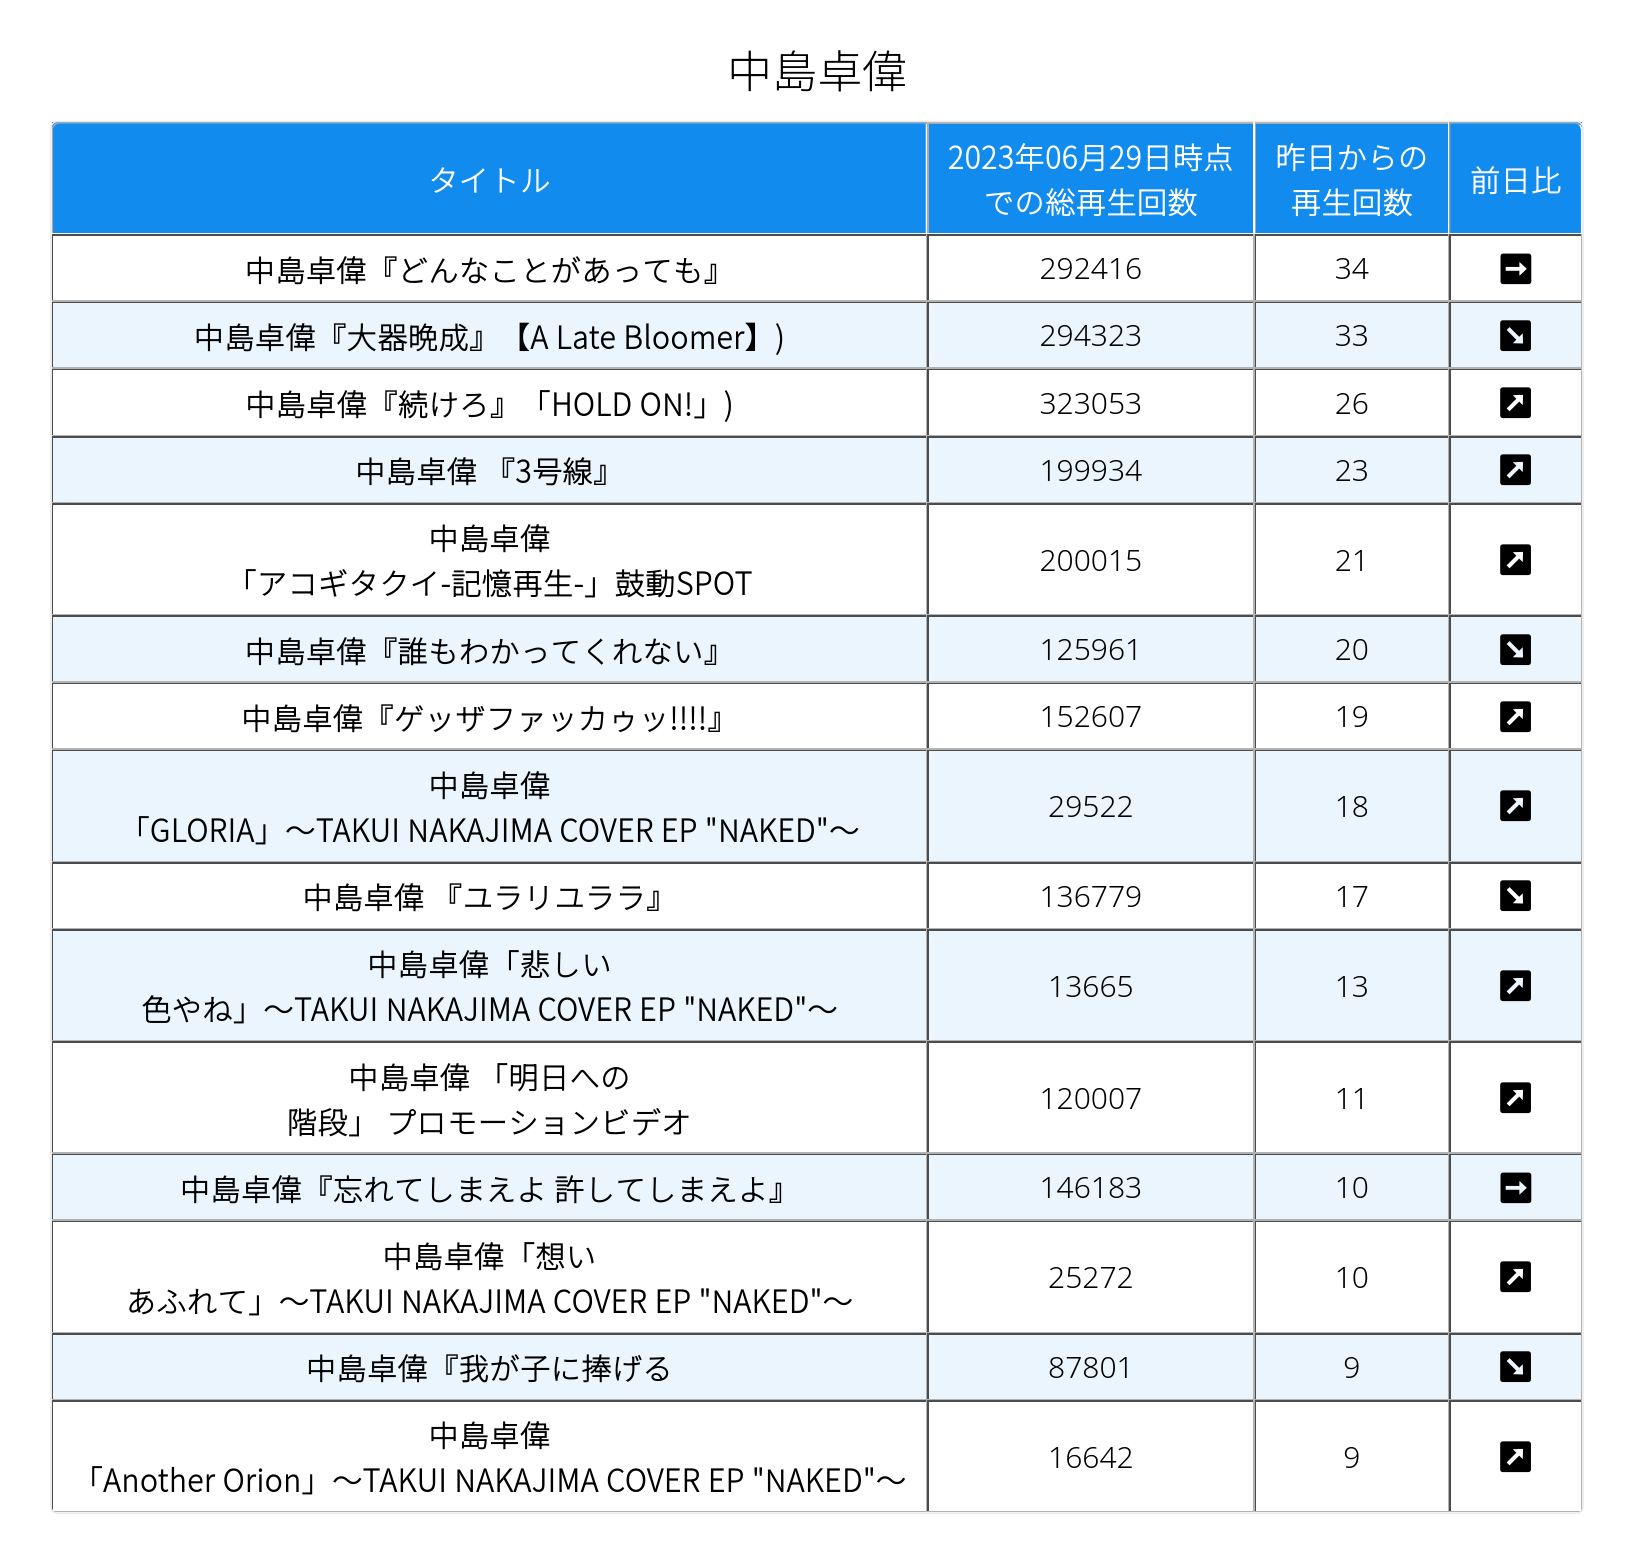 中島卓偉
タイトル
2023年06月29日時点
での総再生回数
昨日からの
再生回数
前日比
中島卓偉『どんなことがあっても』 292416 34 ➡
中島卓偉『大器晩成』【A Late Bloomer】) 294323 33 ↘
中島卓偉『続けろ』「HOLD ON!」) 323053 26 ↗
中島卓偉 『3号線』 199934 23 ↗
中島卓偉
「アコギタクイ-記憶再生-」鼓動SPOT 200015 21 ↗
中島卓偉『誰もわかってくれない』 125961 20 ↘
中島卓偉『ゲッザファッカゥッ!!!!』 152607 19 ↗
中島卓偉
「GLORIA」～TAKUI NAKAJIMA COVER EP "NAKED"～ 29522 18 ↗
中島卓偉 『ユラリユララ』 136779 17 ↘
中島卓偉「悲しい
色やね」～TAKUI NAKAJIMA COVER EP "NAKED"～ 13665 13 ↗
中島卓偉 「明日への
階段」 プロモーションビデオ 120007 11 ↗
中島卓偉『忘れてしまえよ 許してしまえよ』 146183 10 ➡
中島卓偉「想い
あふれて」～TAKUI NAKAJIMA COVER EP "NAKED"～ 25272 10 ↗
中島卓偉『我が子に捧げる 87801 9 ↘
中島卓偉
「Another Orion」～TAKUI NAKAJIMA COVER EP "NAKED"～ 16642 9 ↗